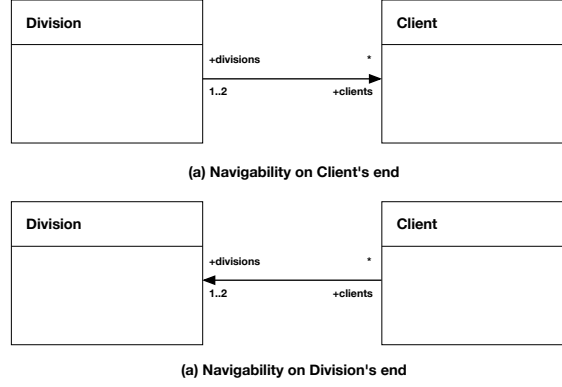 Division
Client
+divisions
*
1..2
+clients
(a) Navigability on Client's end
Division
Client
+divisions
*
1..2
+clients
(a) Navigability on Division's end